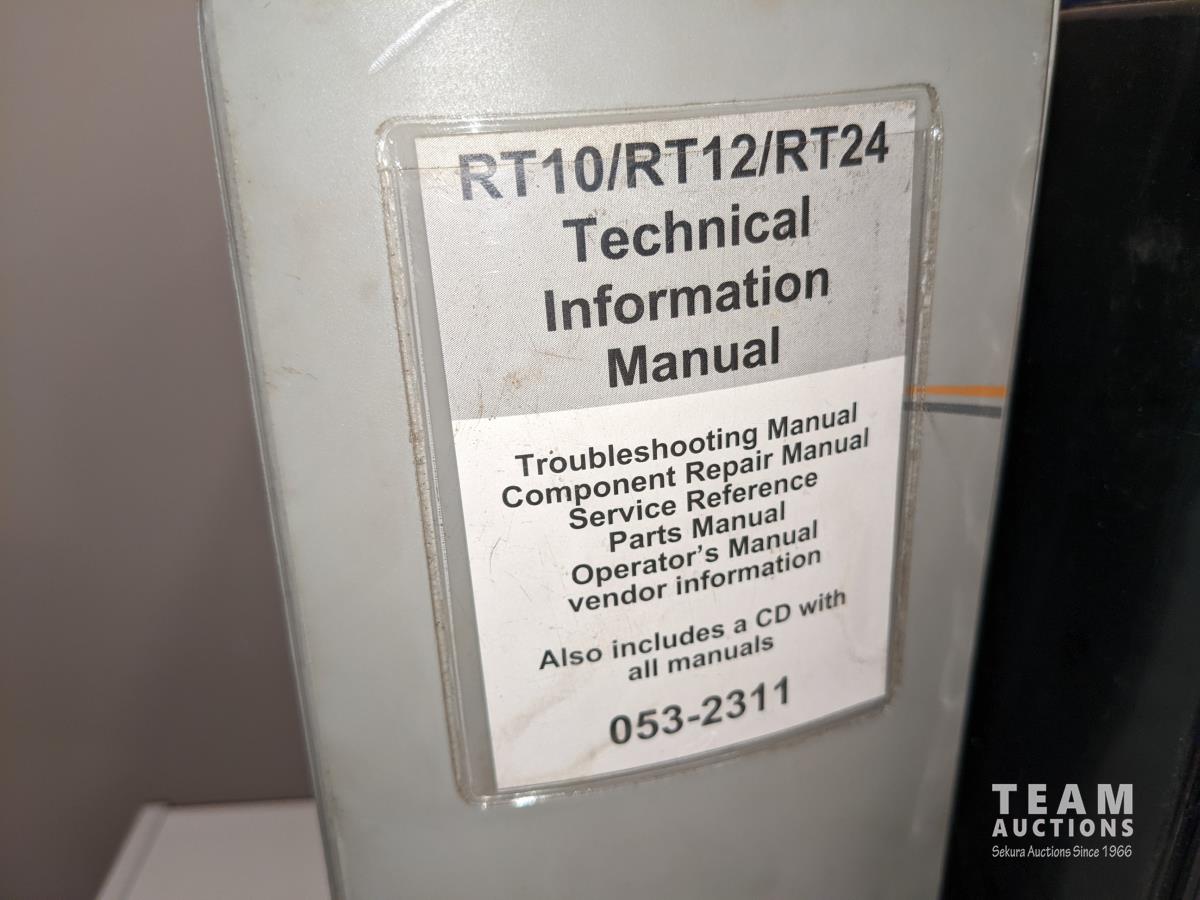 RT10/RT12/RT24
Technical
Information
Manual
Troubleshooting Manual
Component Repair Manual
Service Reference
Parts Manual
Operator's Manual
vendor information
Also includes a CD with
all manuals
053-2311
TEAM
AUCTIONS
Sekura Auctions Since 1966